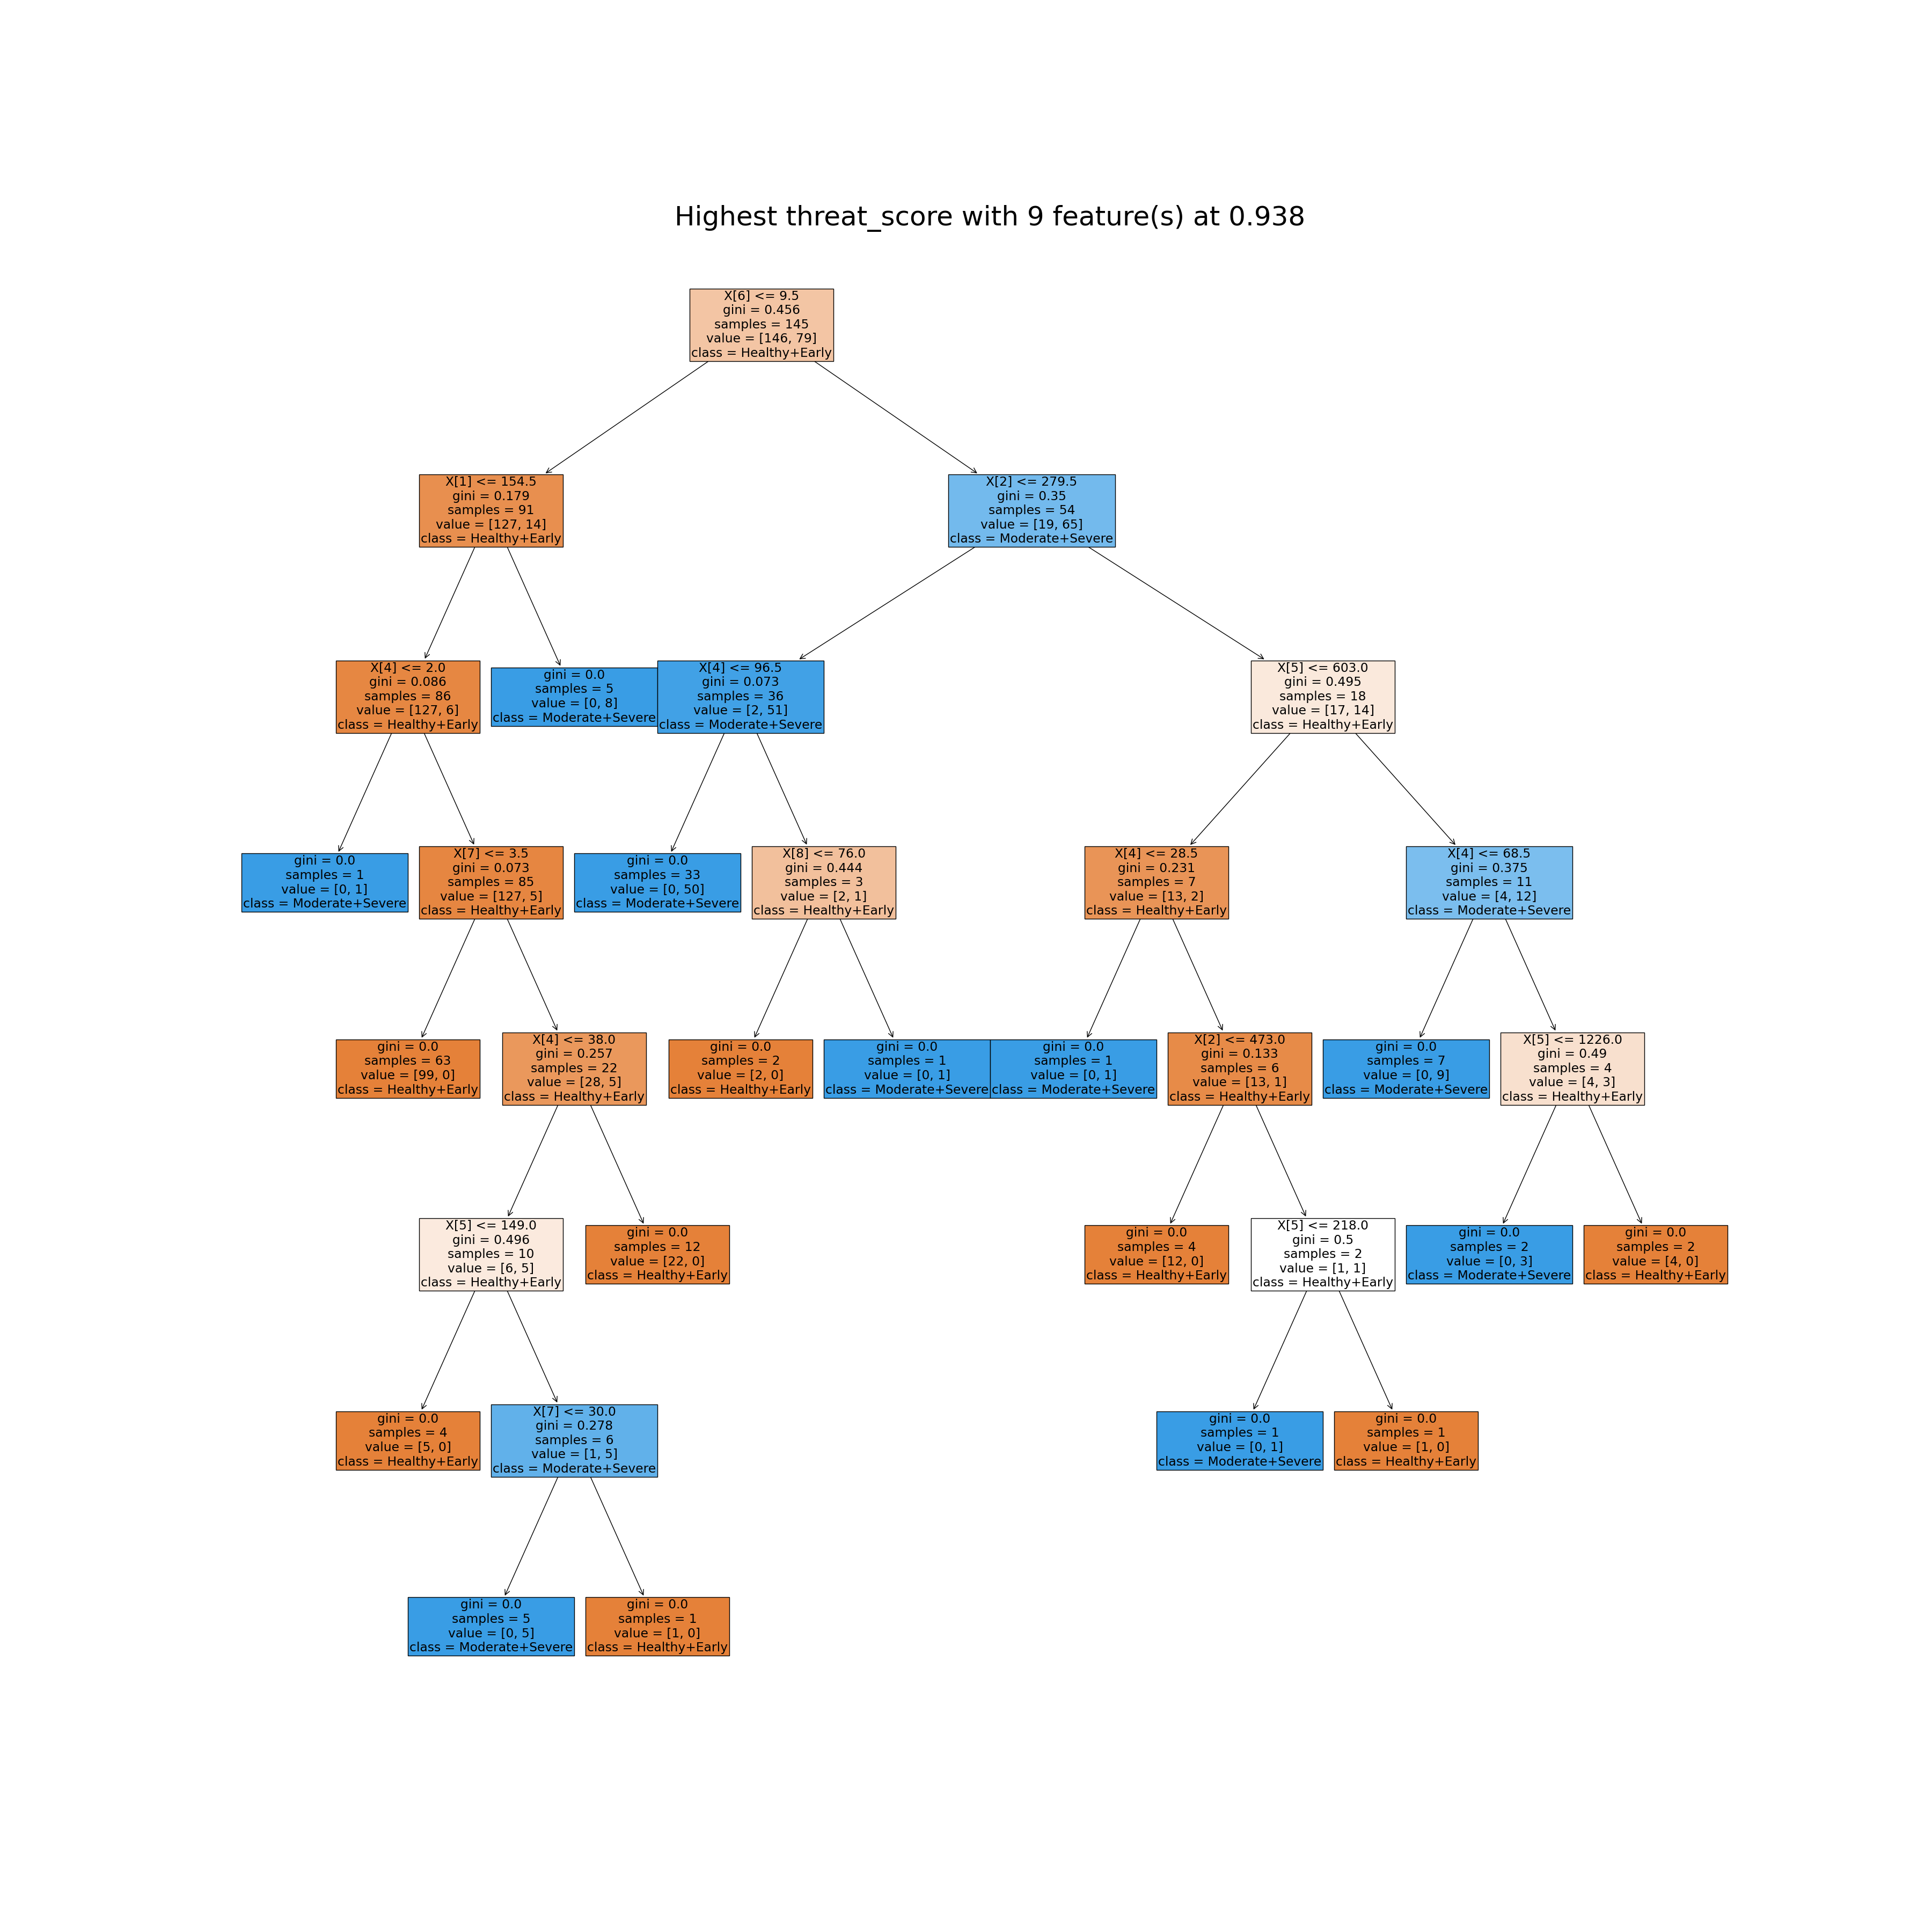 Highest threat_score with 9 feature(s) at 0.938
X[6] <= 9.5
gini = 0.456
samples = 145
value = [146, 79]
class = Healthy+Early
X[1] <= 154.5
gini = 0.179
samples = 91
value = [127, 14]
class = Healthy+Early
X[2] <= 279.5
gini = 0.35
samples = 54
value = [19, 65]
class = Moderate+Severe
X[4] <= 2.0
gini = 0.086
samples = 86
value = [127, 6]
class = Healthy+Early
gini = 0.0
samples = 5
value = [0, 8]
class = Moderate+Severe
X[4] <= 96.5
gini = 0.073
samples = 36
value = [2, 51]
class = Moderate+Severe
X[5] <= 603.0
gini = 0.495
samples = 18
value = [17, 14]
class = Healthy+Early
gini = 0.0
samples = 1
value = [0, 1]
class = Moderate+Severe
X[7] <= 3.5
gini = 0.073
samples = 85
value = [127, 5]
class = Healthy+Early
gini = 0.0
samples = 33
value = [0, 50]
class = Moderate+Severe
X[8] <= 76.0
gini = 0.444
samples = 3
value = [2, 1]
class = Healthy+Early
X[4] <= 28.5
gini = 0.231
samples = 7
value = [13, 2]
class = Healthy+Early
X[4] <= 68.5
gini = 0.375
samples = 11
value = [4, 12]
class = Moderate+Severe
gini = 0.0
samples = 63
value = [99, 0]
class = Healthy+Early
X[4] <= 38.0
gini = 0.257
samples = 22
value = [28, 5]
class = Healthy+Early
gini = 0.0
samples = 2
value = [2, 0]
class = Healthy+Early
gini = 0.0
samples = 1
value = [0, 1]
class = Moderate+Severe
gini = 0.0
samples = 1
value = [0, 1]
class = Moderate+Severe
X[2] <= 473.0
gini = 0.133
samples = 6
value = [13, 1]
class = Healthy+Early
gini = 0.0
samples = 7
value = [0, 9]
class = Moderate+Severe
X[5] <= 1226.0
gini = 0.49
samples = 4
value = [4, 3]
class = Healthy+Early
X[5] <= 149.0
gini = 0.496
samples = 10
value = [6, 5]
class = Healthy+Early
gini = 0.0
samples = 12
value = [22, 0]
class = Healthy+Early
gini = 0.0
samples = 4
value = [12, 0]
class = Healthy+Early
X[5] <= 218.0
gini = 0.5
samples = 2
value = [1, 1]
class = Healthy+Early
gini = 0.0
samples = 2
value = [0, 3]
class = Moderate+Severe
gini = 0.0
samples = 2
value = [4, 0]
class = Healthy+Early
gini = 0.0
samples = 4
value = [5, 0]
class = Healthy+Early
X[7] <= 30.0
gini = 0.278
samples = 6
value = [1, 5]
class = Moderate+Severe
gini = 0.0
samples = 1
value = [0, 1]
class = Moderate+Severe
gini = 0.0
samples = 1
value = [1, 0]
class = Healthy+Early
gini = 0.0
samples = 5
value = [0, 5]
class = Moderate+Severe
gini = 0.0
samples = 1
value = [1, 0]
class = Healthy+Early